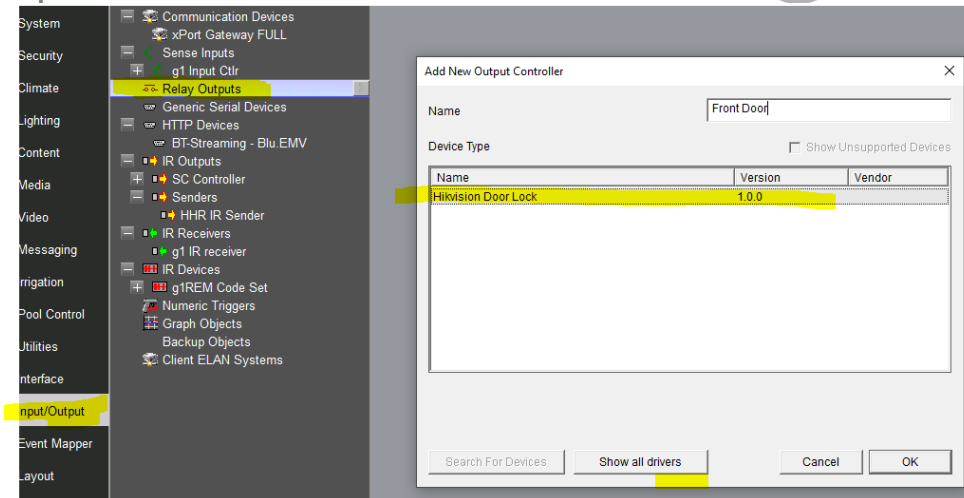 System
Security
Climate
Lighting
Content
Media
Video
Messaging
rrigation
Pool Control
Utilities
nterface
nput/Output
Event Mapper
Layout
Communication Devices
xPort Gateway FULL
Sense Inputs
g1 Input Ctlr
Relay Outputs
Generic Serial Devices
HTTP Devices
BT-Streaming - Blu.EMV
IR Outputs
SC Controller
Senders
HHR IR Sender
IR Receivers
g1 IR receiver
IR Devices
g1REM Code Set
Numeric Triggers
Graph Objects
Backup Objects
Client ELAN Systems
Add New Output Controller
Name Front Door
Device Type Show Unsupported Devices
Name Version Vendor
Hikvision Door Lock 1.0.0
Search For Devices Show all drivers Cancel OK